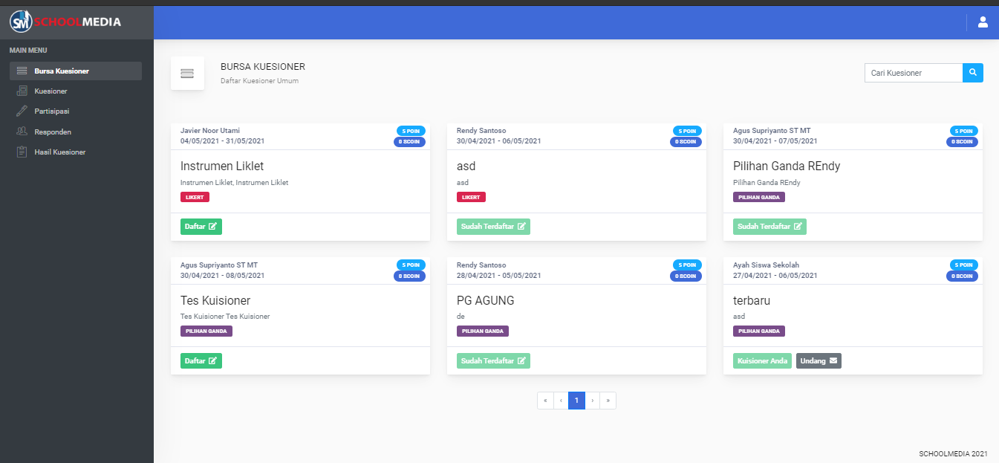 SM SCHOOLMEDIA
MAIN MENU
Bursa Kuesioner
Kuesioner
Partisipasi
Responden
Hasil Kuesioner
BURSA KUESIONER
Daftar Kuesioner Umum
Cari Kuesioner
Javier Noor Utami
5 POIN
04/05/2021 - 31/05/2021
0 SCOIN
Instrumen Liklet
Instrumen Liklet, Instrumen Liklet
LIKERT
Daftar
Rendy Santoso
5 POIN
30/04/2021 - 06/05/2021
0 SCOIN
asd
asd
LIKERT
Sudah Terdaftar
Agus Supriyanto ST MT
5 POIN
30/04/2021 - 07/05/2021
0 SCOIN
Pilihan Ganda REndy
Pilihan Ganda REndy
PILIHAN GANDA
Sudah Terdaftar
Agus Supriyanto ST MT
5 POIN
30/04/2021 - 08/05/2021
0 SCOIN
Tes Kuisioner
Tes Kuisioner Tes Kuisioner
PILIHAN GANDA
Daftar
Rendy Santoso
5 POIN
28/04/2021 - 05/05/2021
0 SCOIN
PG AGUNG
de
PILIHAN GANDA
Sudah Terdaftar
Ayah Siswa Sekolah
5 POIN
27/04/2021 - 06/05/2021
0 SCOIN
terbaru
asd
PILIHAN GANDA
Kuisioner Anda Undang
« ‹ 1 › »
SCHOOLMEDIA 2021